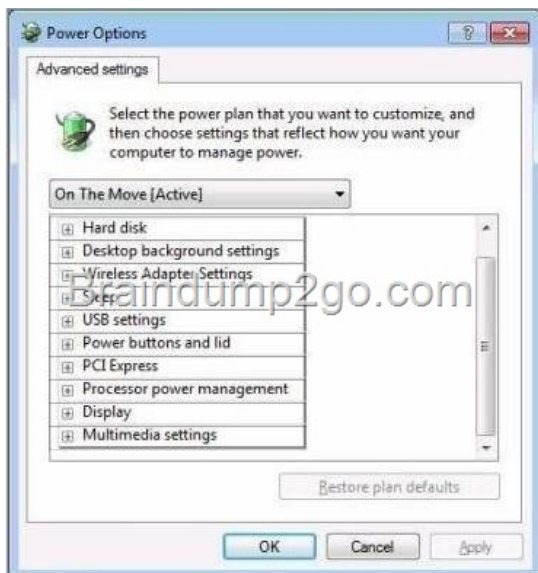 Power Options
Advanced settings
Select the power plan that you want to customize, and
then choose settings that reflect how you want your
computer to manage power.
On The Move [Active]
Hard disk
Desktop background settings
Wireless Adapter Settings
Sleep
Braindump2go.com
USB settings
Power buttons and lid
PCI Express
Processor power management
Display
Multimedia settings
Restore plan defaults
OK Cancel Apply